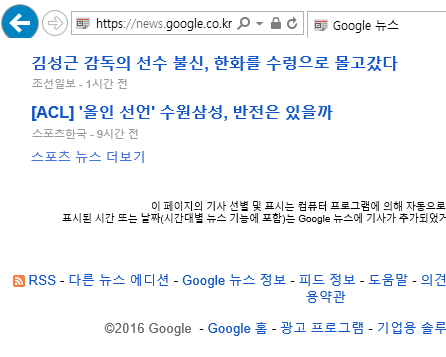 https://news.google.co.kr
Google 뉴스
김성근 감독의 선수 불신, 한화를 수렁으로 몰고갔다
조선일보 - 1시간 전
[ACL] '올인 선언' 수원삼성, 반전은 있을까
스포츠한국 - 9시간 전
스포츠 뉴스 더보기
이 페이지의 기사 선별 및 표시는 컴퓨터 프로그램에 의해 자동으로
표시된 시간 또는 날짜(시간대별 뉴스 기능에 포함)는 Google 뉴스에 기사가 추가되었거
RSS - 다른 뉴스 에디션 - Google 뉴스 정보 - 피드 정보 - 도움말 - 의견
용약관
©2016 Google - Google 홈 - 광고 프로그램 - 기업용 솔루